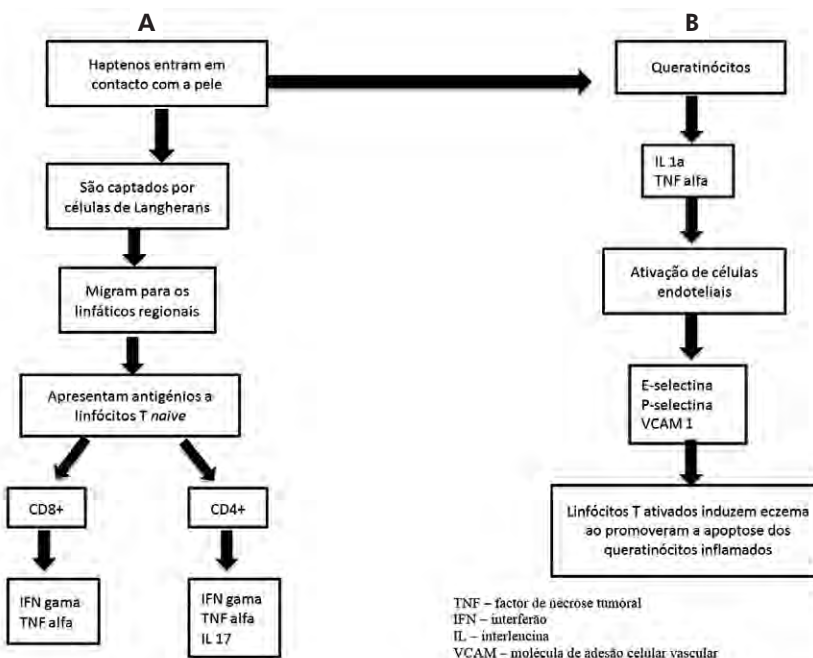 A
Haptenos entram em
contacto com a pele
São captados por
células de Langherans
Migram para os
linfáticos regionais
Apresentam antigénios a
linfócitos T naive
CD8+
CD4+
IFN gama
TNF alfa
IFN gama
TNF alfa
IL 17
B
Queratinócitos
IL 1a
TNF alfa
Ativação de células
endoteliais
E-selectina
P-selectina
VCAM 1
Linfócitos T ativados induzem eczema
ao promoveram a apoptose dos
queratinócitos inflamados
TNF – factor de necrose tumoral
IFN – interferão
IL – interleucina
VCAM – molécula de adesão celular vascular